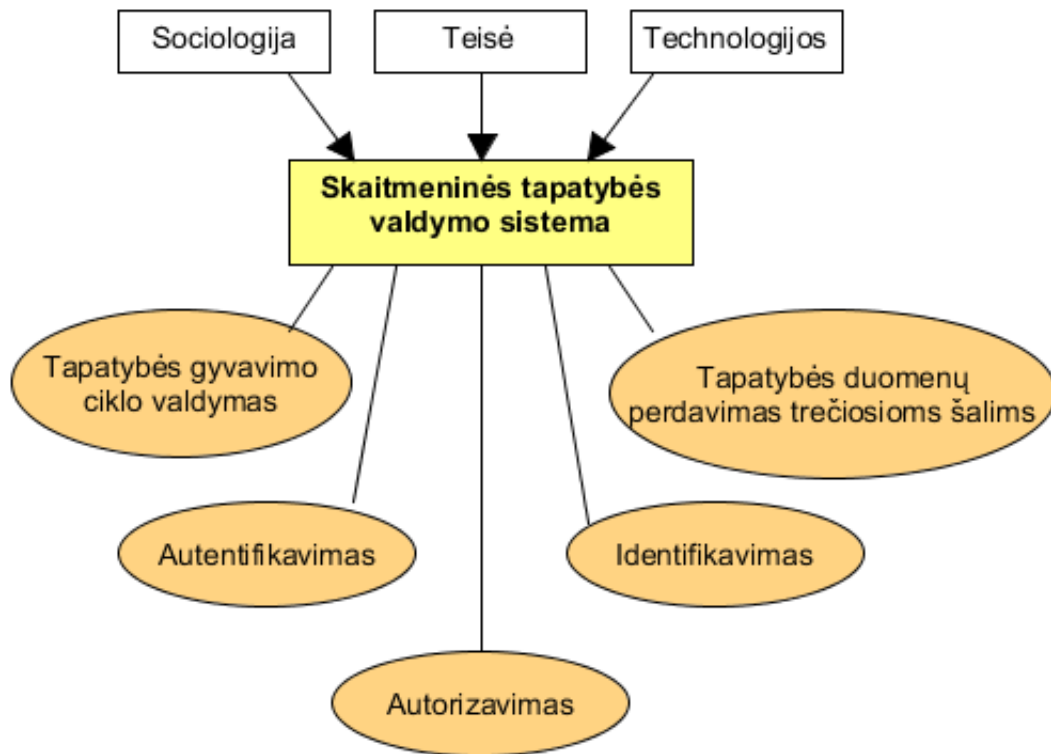 Sociologija
Teisė
Technologijos
Skaitmeninės tapatybės
valdymo sistema
Tapatybės gyvavimo
ciklo valdymas
Tapatybės duomenų
perdavimas trečiosioms šalims
Autentifikavimas
Identifikavimas
Autorizavimas